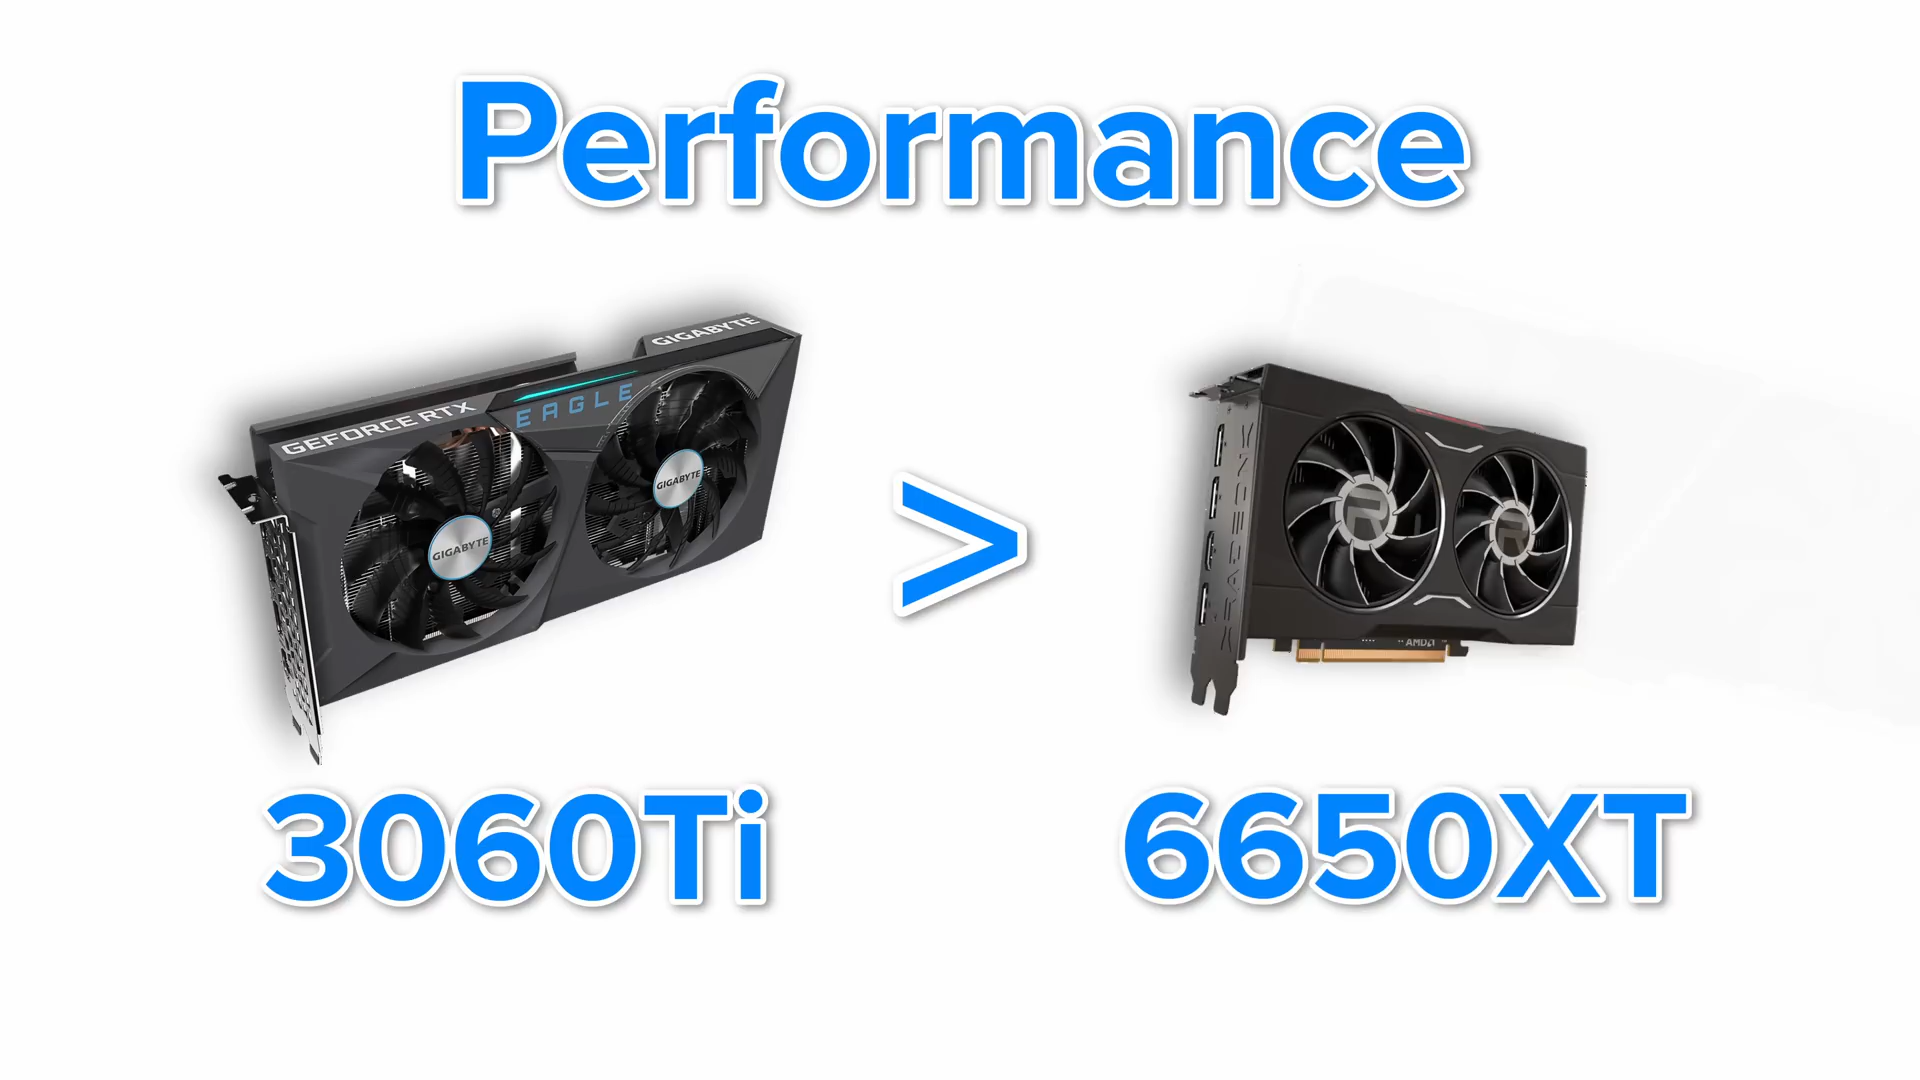 Performance
GIGABYTE
GEFORCE RTX
EAGLE
GIGABYTE
GIGABYTE
>
RADEON
R
R
AMD
3060Ti
6650XT